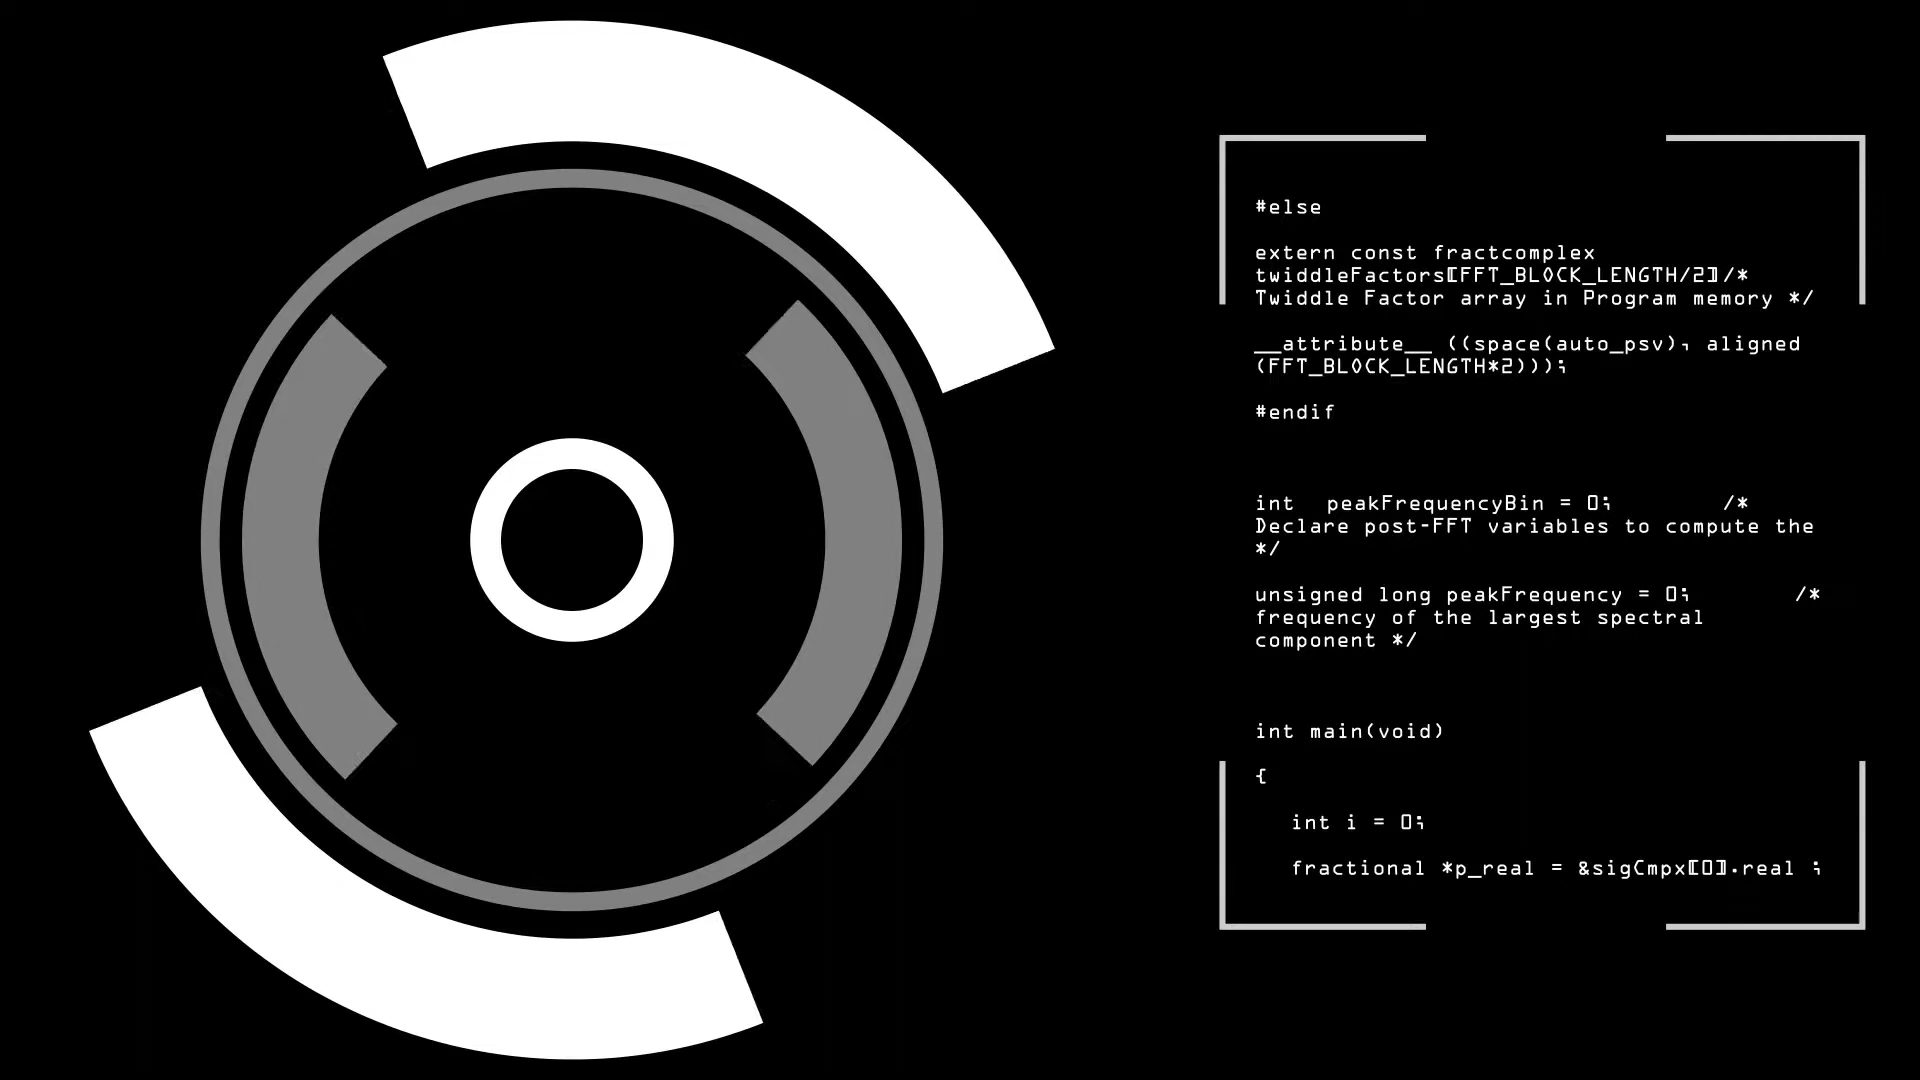 #else
extern const fractcomplex
twiddleFactors[FFT_BLOCK_LENGTH/2]/*
Twiddle Factor array in Program memory */
__attribute__ ((space(auto_psv), aligned
(FFT_BLOCK_LENGTH*2)));
#endif
int  peakFrequencyBin = 0;        /*
Declare post-FFT variables to compute the
*/
unsigned long peakFrequency = 0;        /*
frequency of the largest spectral
component */
int main(void)
{
int i = 0;
fractional *p_real = &sigCmpx[0].real ;